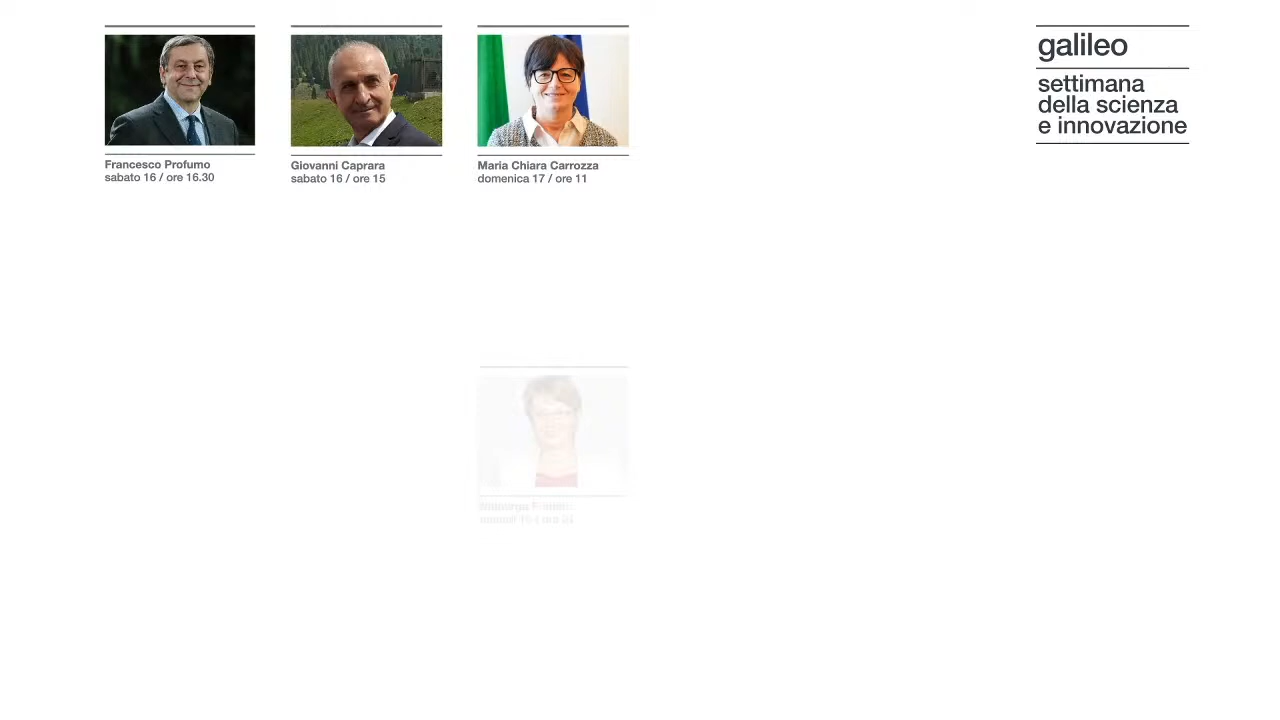 Francesco Profumo
sabato 16 / ore 16.30
Giovanni Caprara
sabato 16 / ore 15
Maria Chiara Carrozza
domenica 17 / ore 11
galileo
settimana
della scienza
e innovazione